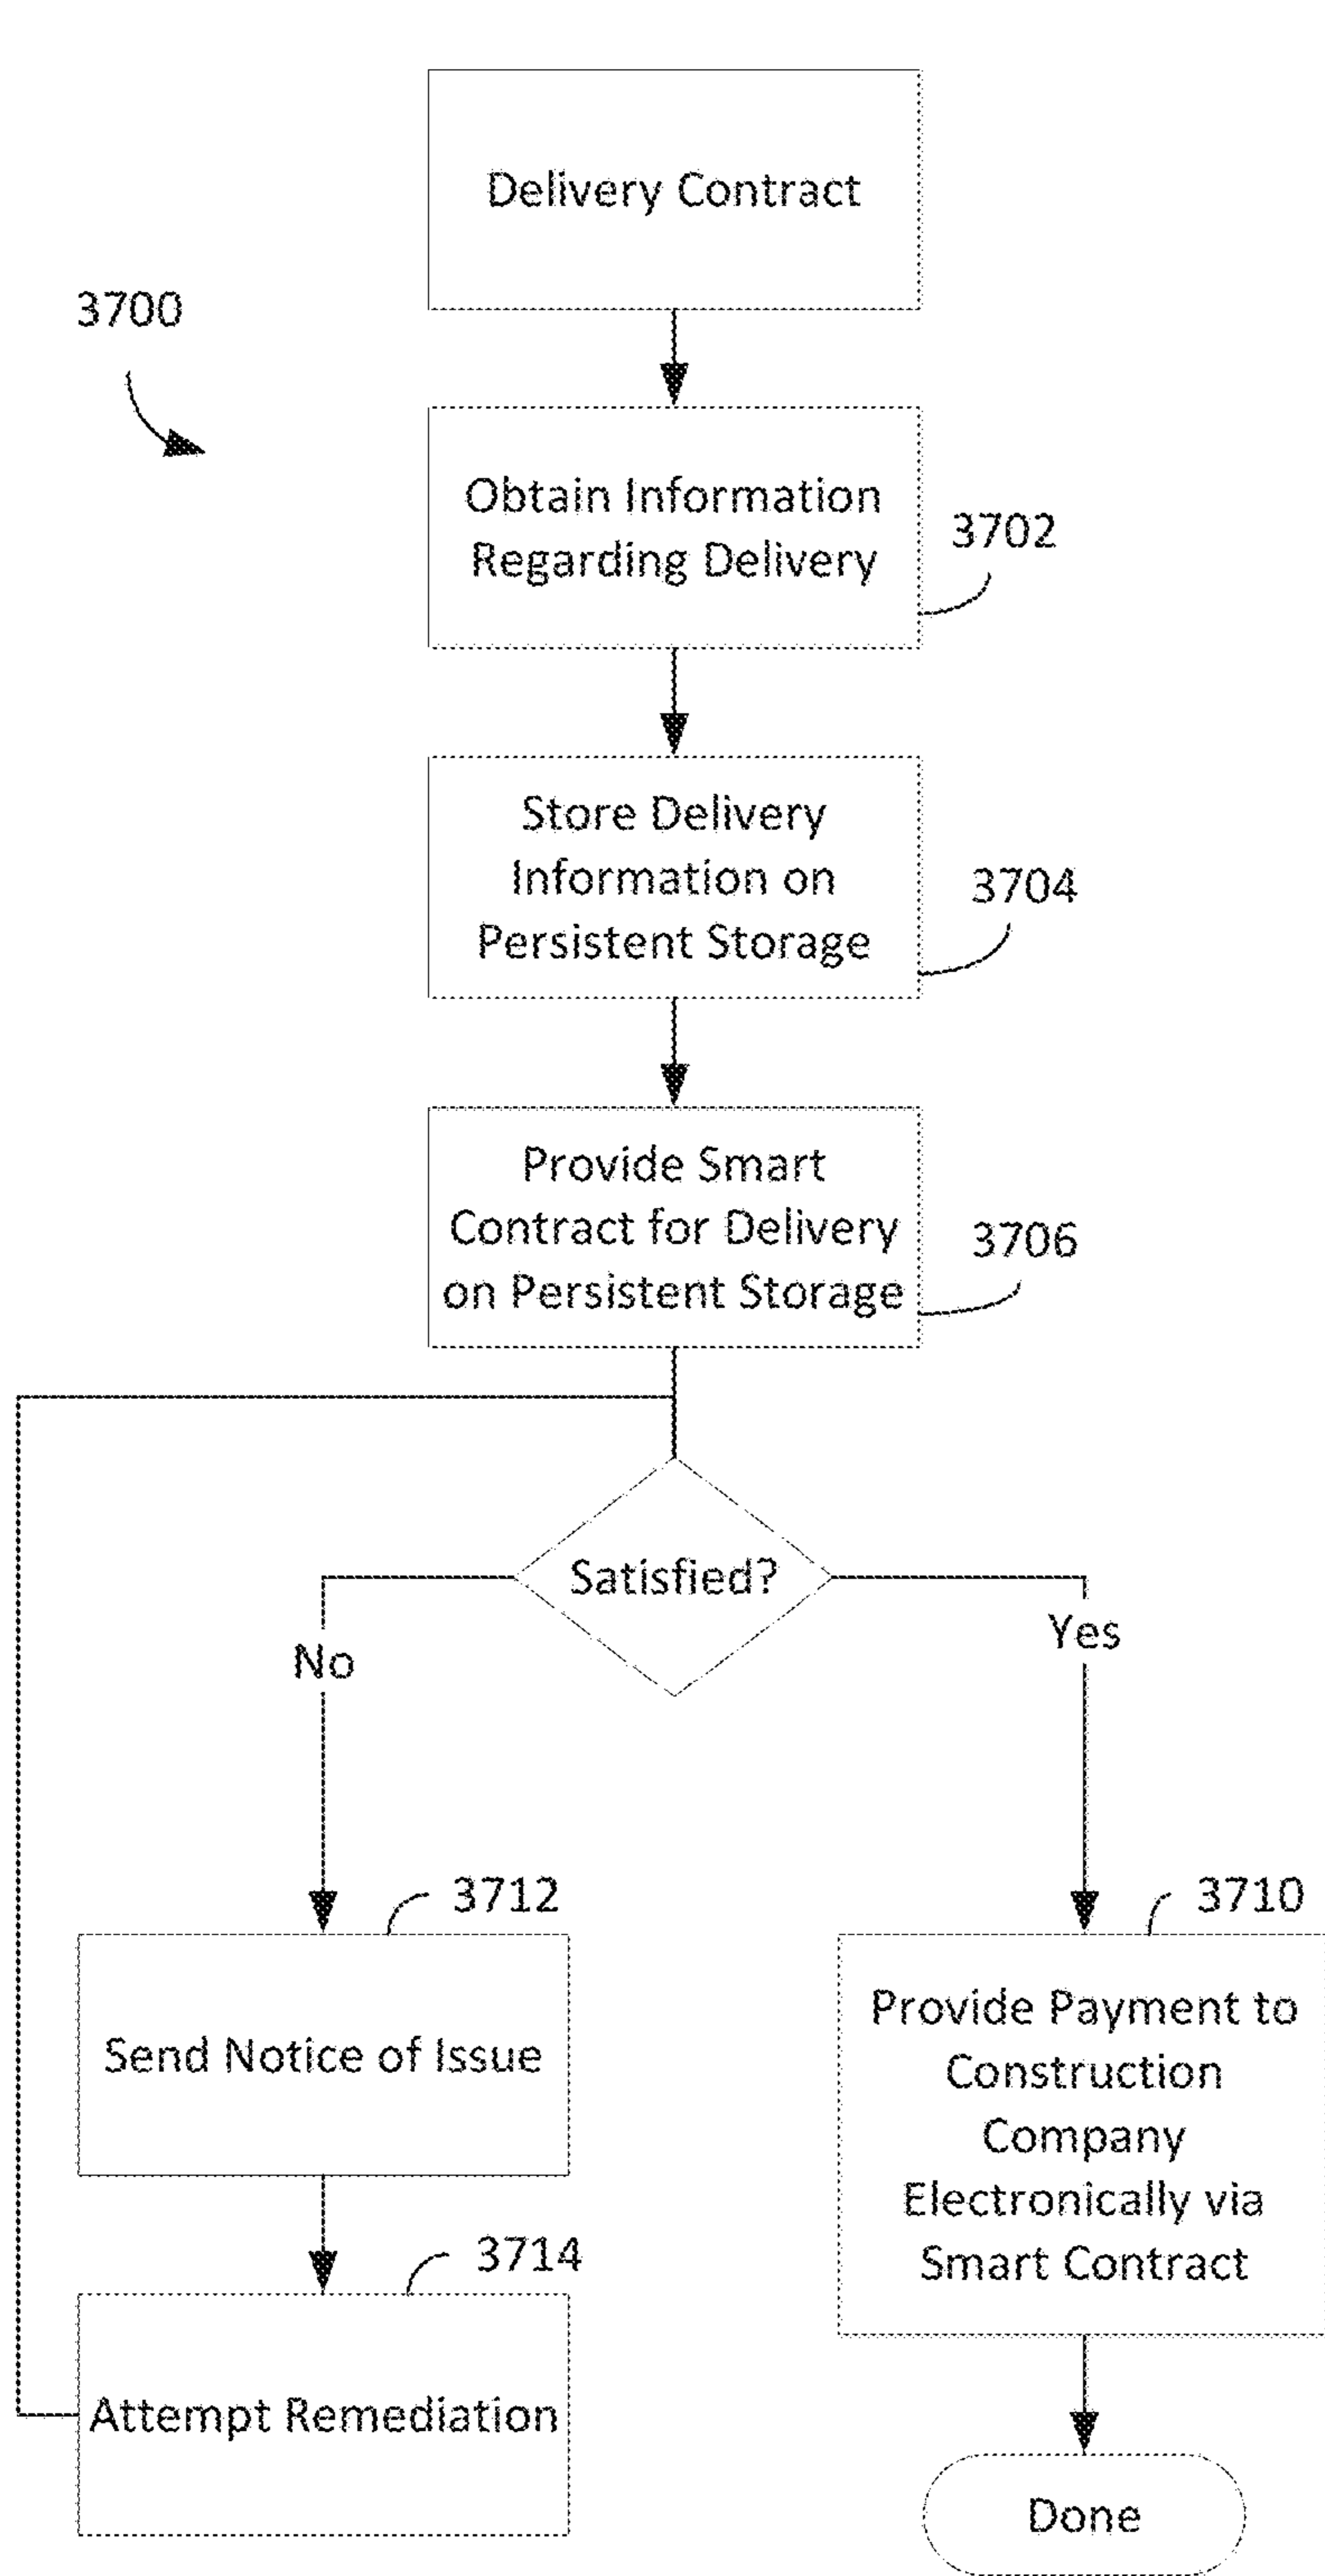 Delivery Contract
3700
Obtain Information
Regarding Delivery
3702
Store Delivery
Information on
Persistent Storage
3704
Provide Smart
Contract for Delivery
on Persistent Storage
3706
Satisfied?
No
Yes
3712
3710
Send Notice of Issue
Provide Payment to
Construction
Company
Electronically via
Smart Contract
3714
Attempt Remediation
Done